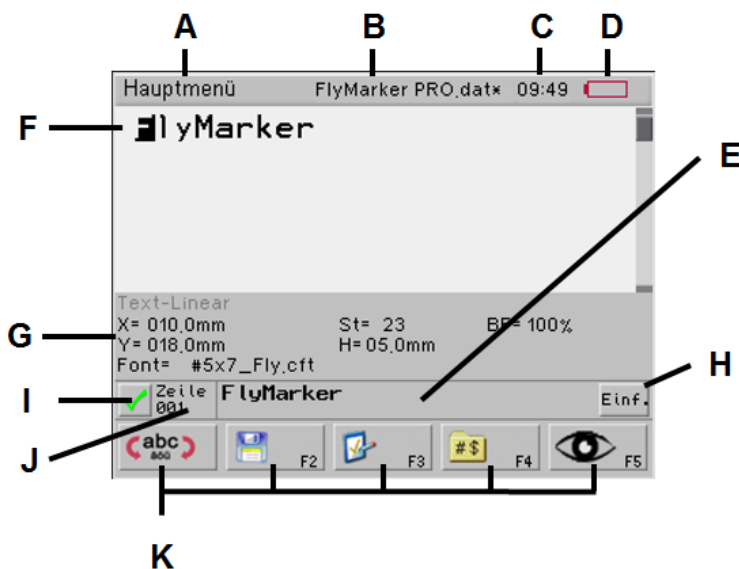 A B C D
Hauptmenü FlyMarker PRO.dat* 09:49
F FlyMarker
E
Text-Linear
G X= 010.0mm St= 23 BF= 100%
Y= 018.0mm H= 05.0mm
Font= #5x7_Fly.cft
H
I Zeile FlyMarker Einf.
001
J abc äöü F2 F3 #$ F4 F5
K